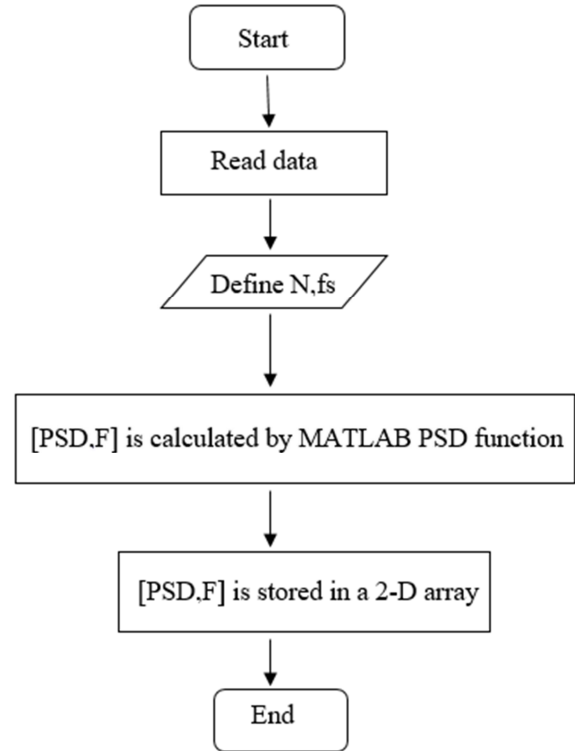 Start
Read data
Define N,fs
[PSD,F] is calculated by MATLAB PSD function
[PSD,F] is stored in a 2-D array
End